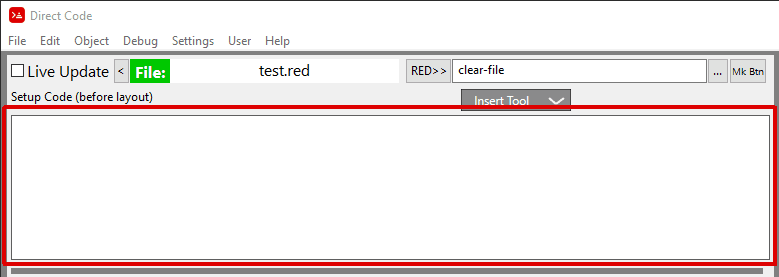 Direct Code
File Edit Object Debug Settings User Help
Live Update < File: test.red RED>> clear-file ... Mk Btn
Setup Code (before layout)
Insert Tool